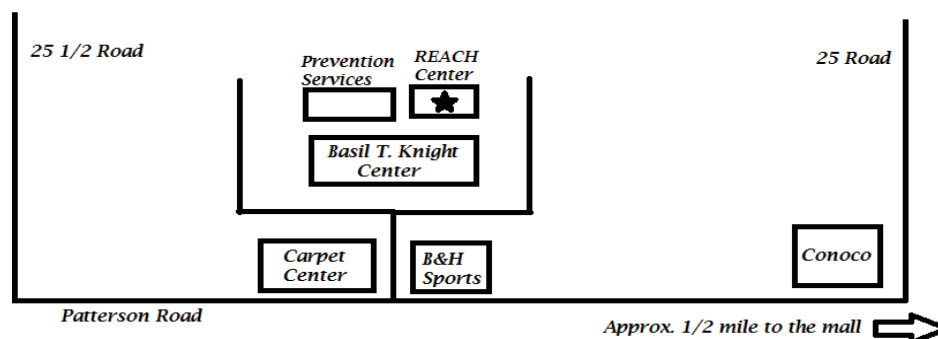 25 1/2 Road
Prevention
Services
REACH
Center
25 Road
Basil T. Knight
Center
Carpet
Center
B&H
Sports
Conoco
Patterson Road
Approx. 1/2 mile to the mall